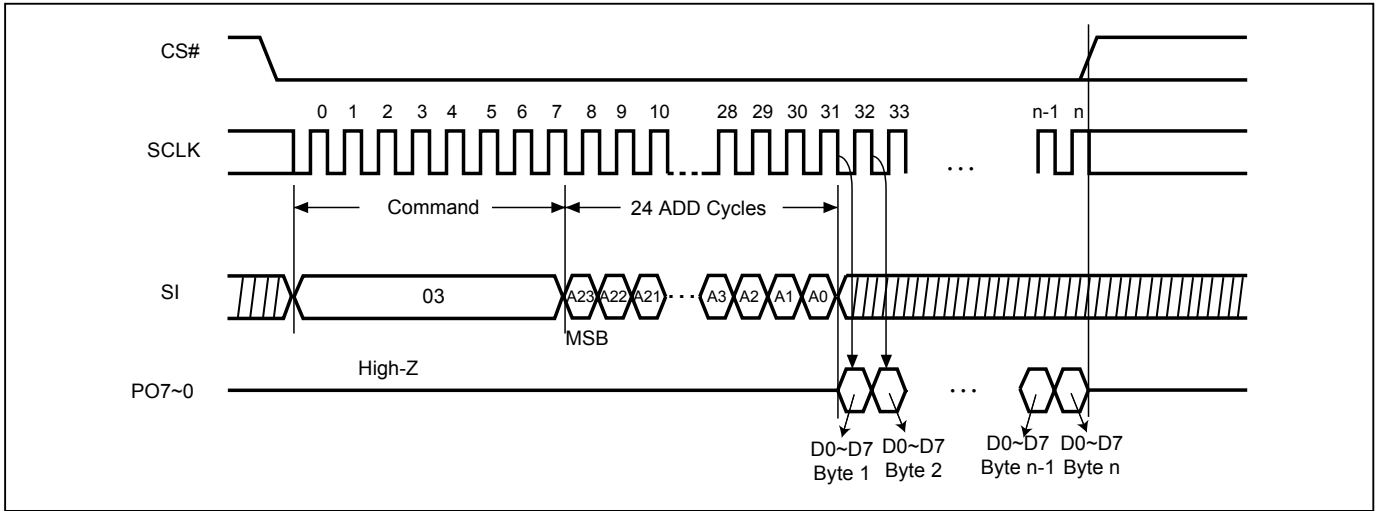 CS#
0 1 2 3 4 5 6 7 8 9 10 28 29 30 31 32 33 n-1 n
SCLK
...
Command
24 ADD Cycles
SI
03
A23 A22 A21 ... A3 A2 A1 A0
MSB
High-Z
PO7~0
...
D0~D7 D0~D7 D0~D7 D0~D7
Byte 1 Byte 2 Byte n-1 Byte n